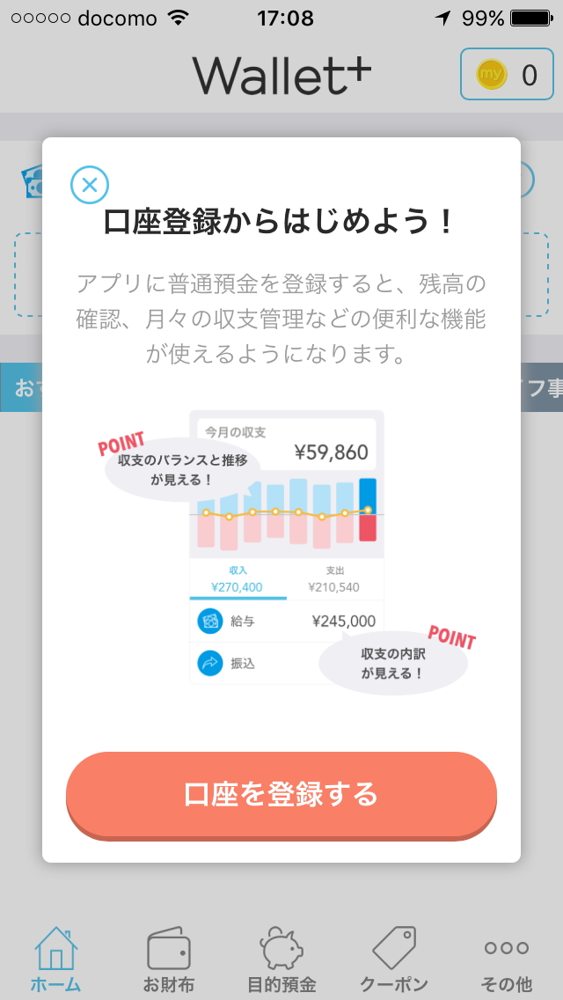 docomo 17:08 99%
Wallet+
my 0
口座登録からはじめよう！
アプリに普通預金を登録すると、残高の
確認、月々の収支管理などの便利な機能
が使えるようになります。
おす
イフ事
今月の収支
¥59,860
POINT
収支のバランスと推移
が見える！
収入 支出
¥270,400 ¥210,540
給与 ¥245,000
振込
POINT
収支の内訳
が見える！
口座を登録する
ホーム お財布 目的預金 クーポン その他